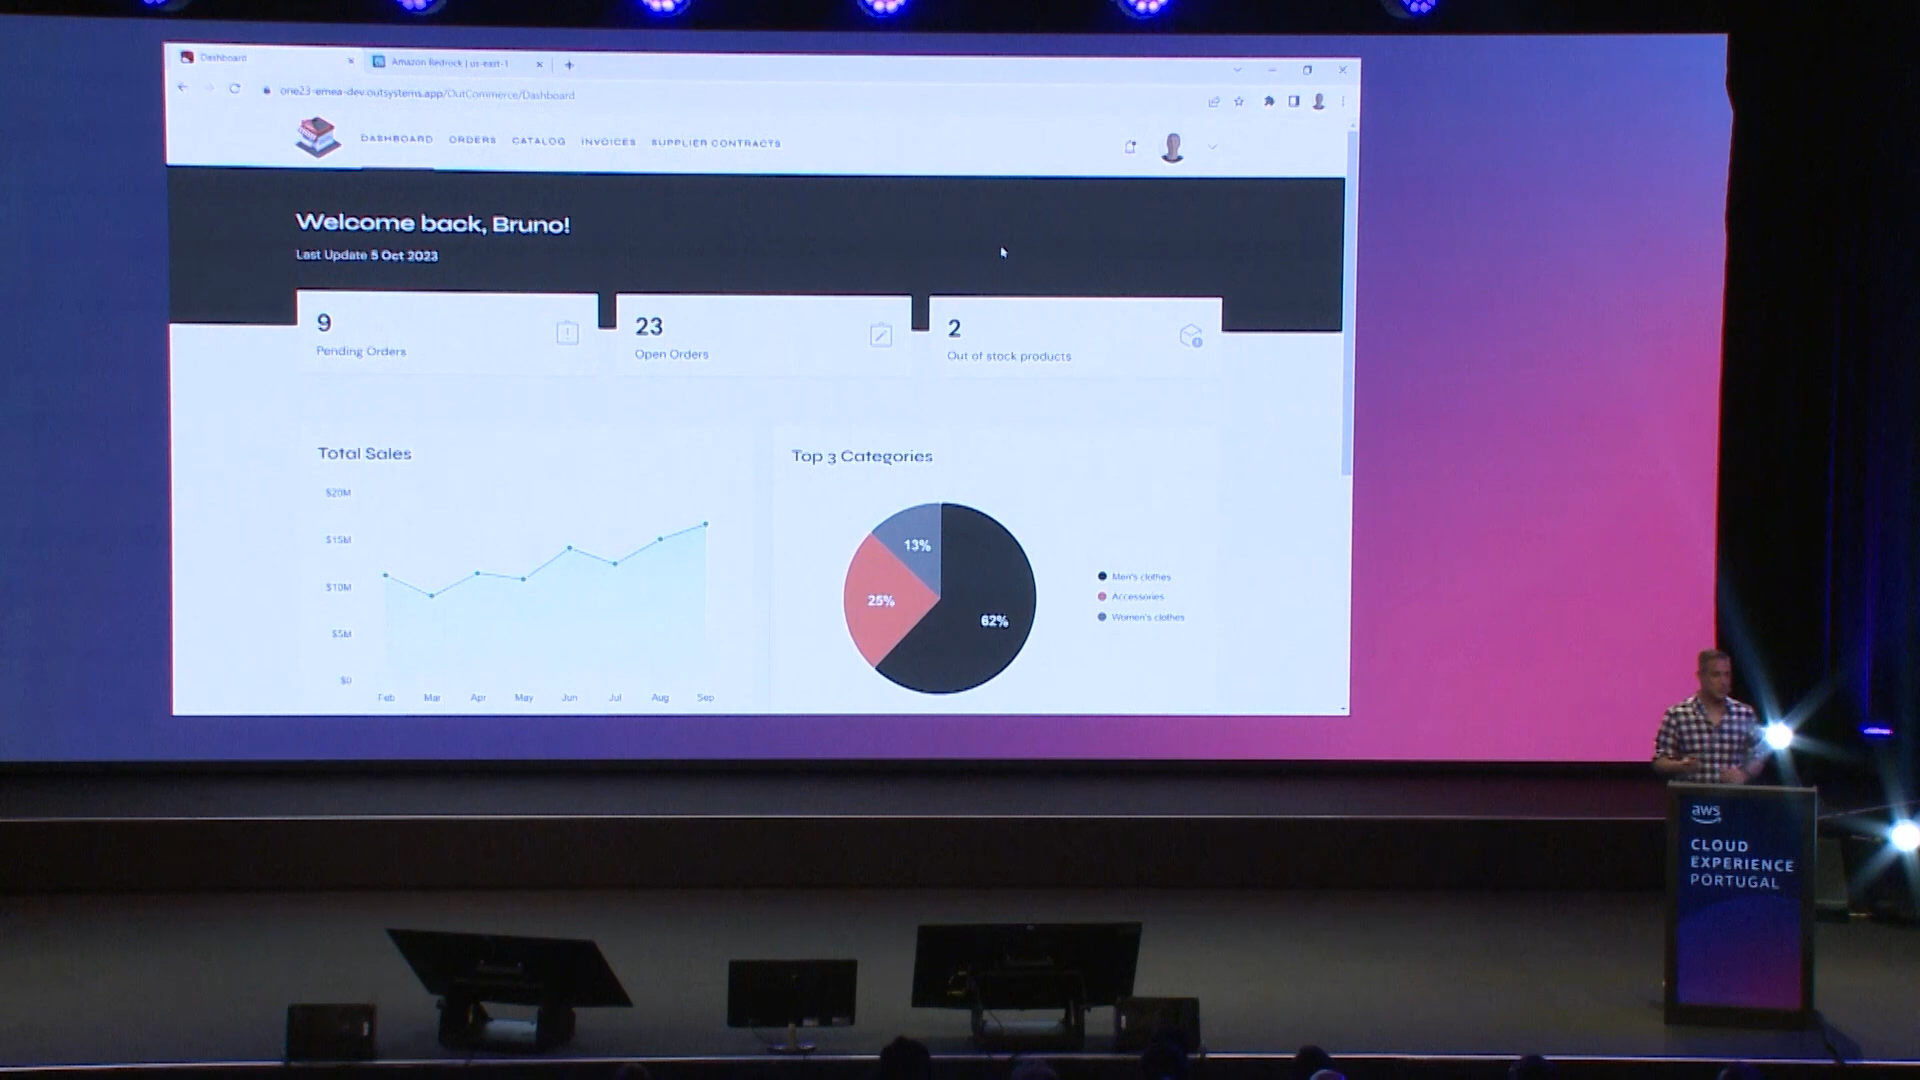 Dashboard
Amazon Bedrock | us-east-1
one23-emea-dev.outsystems.app/OutCommerce/Dashboard
DASHBOARD ORDERS CATALOG INVOICES SUPPLIER CONTRACTS
Welcome back, Bruno!
Last Update 5 Oct 2023
9
Pending Orders
23
Open Orders
2
Out of stock products
Total Sales
$20M
$15M
$10M
$5M
$0
Feb Mar Apr May Jun Jul Aug Sep
Top 3 Categories
13%
25%
62%
Men's clothes
Accessories
Women's clothes
aws
CLOUD
EXPERIENCE
PORTUGAL